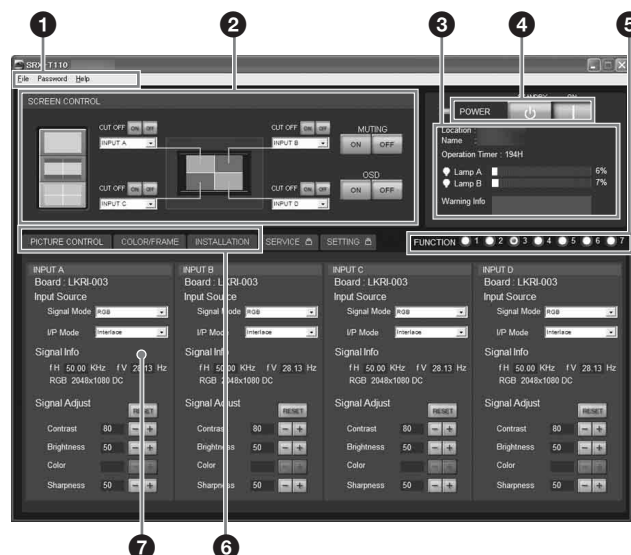 1 2 3 4 5
SRX-T110
File Password Help
SCREEN CONTROL
STANDBY ON
POWER
CUT OFF ON OFF
INPUT A
CUT OFF ON OFF
INPUT B
MUTING
ON OFF
CUT OFF ON OFF
INPUT C
CUT OFF ON OFF
INPUT D
OSD
ON OFF
Location :
Name :
Operation Timer : 194H
Lamp A 6%
Lamp B 7%
Warning Info
PICTURE CONTROL COLOR/FRAME INSTALLATION SERVICE SETTING
FUNCTION 1 2 3 4 5 6 7
INPUT A
Board : LKRI-003
Input Source
Signal Mode RGB
I/P Mode Interlace
Signal Info
f H 50.00 KHz f V 28.13 Hz
RGB 2048x1080 DC
Signal Adjust
RESET
Contrast 80 - +
Brightness 50 - +
Color - +
Sharpness 50 - +
INPUT B
Board : LKRI-003
Input Source
Signal Mode RGB
I/P Mode Interlace
Signal Info
f H 50.00 KHz f V 28.13 Hz
RGB 2048x1080 DC
Signal Adjust
RESET
Contrast 80 - +
Brightness 50 - +
Color - +
Sharpness 50 - +
INPUT C
Board : LKRI-003
Input Source
Signal Mode RGB
I/P Mode Interlace
Signal Info
f H 50.00 KHz f V 28.13 Hz
RGB 2048x1080 DC
Signal Adjust
RESET
Contrast 80 - +
Brightness 50 - +
Color - +
Sharpness 50 - +
INPUT D
Board : LKRI-003
Input Source
Signal Mode RGB
I/P Mode Interlace
Signal Info
f H 50.00 KHz f V 28.13 Hz
RGB 2048x1080 DC
Signal Adjust
RESET
Contrast 80 - +
Brightness 50 - +
Color - +
Sharpness 50 - +
7 6